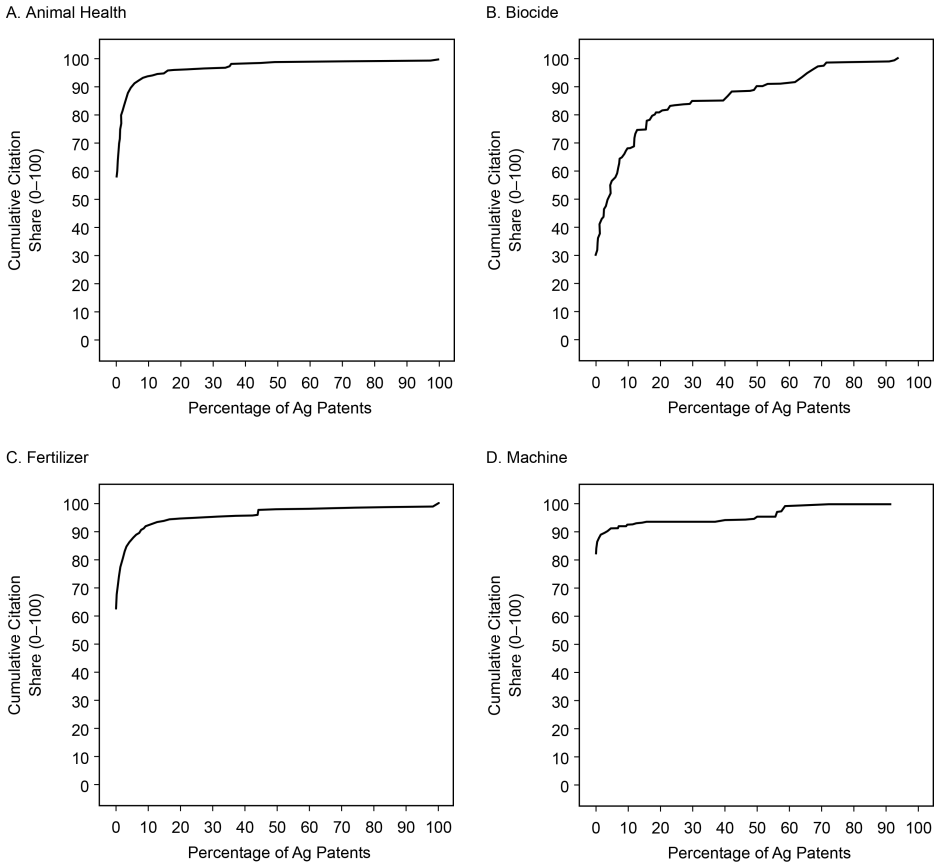 A. Animal Health
Cumulative Citation
Share (0–100)
100
90
80
70
60
50
40
30
20
10
0
0 10 20 30 40 50 60 70 80 90 100
Percentage of Ag Patents
B. Biocide
Cumulative Citation
Share (0–100)
100
90
80
70
60
50
40
30
20
10
0
0 10 20 30 40 50 60 70 80 90 100
Percentage of Ag Patents
C. Fertilizer
Cumulative Citation
Share (0–100)
100
90
80
70
60
50
40
30
20
10
0
0 10 20 30 40 50 60 70 80 90 100
Percentage of Ag Patents
D. Machine
Cumulative Citation
Share (0–100)
100
90
80
70
60
50
40
30
20
10
0
0 10 20 30 40 50 60 70 80 90 100
Percentage of Ag Patents